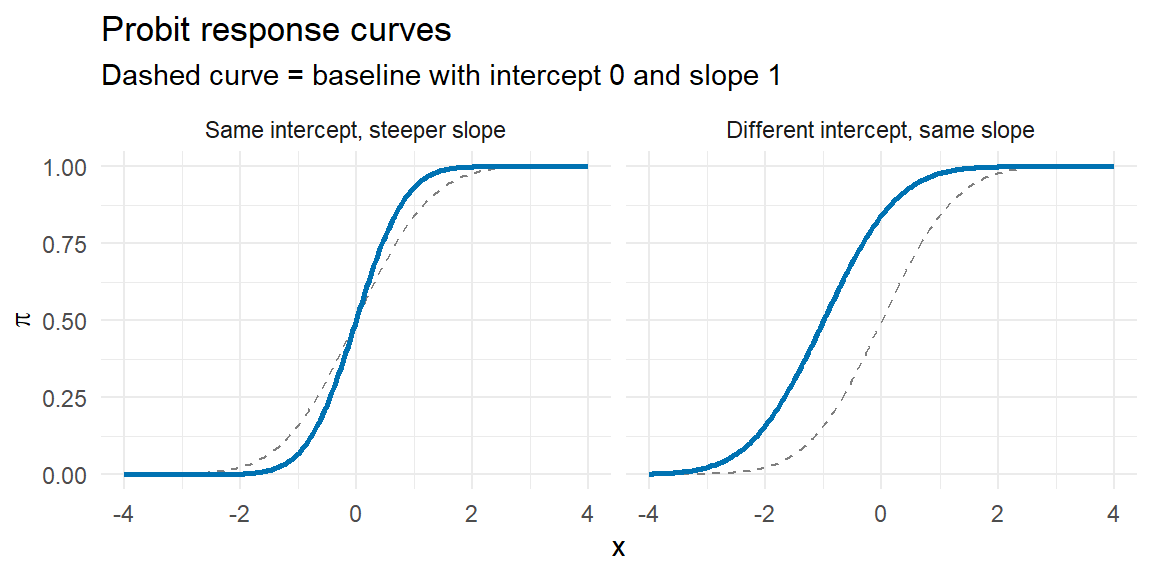 Probit response curves
Dashed curve = baseline with intercept 0 and slope 1
Same intercept, steeper slope
Different intercept, same slope
1.00
0.75
0.50
0.25
0.00
π
-4 -2 0 2 4
-4 -2 0 2 4
x